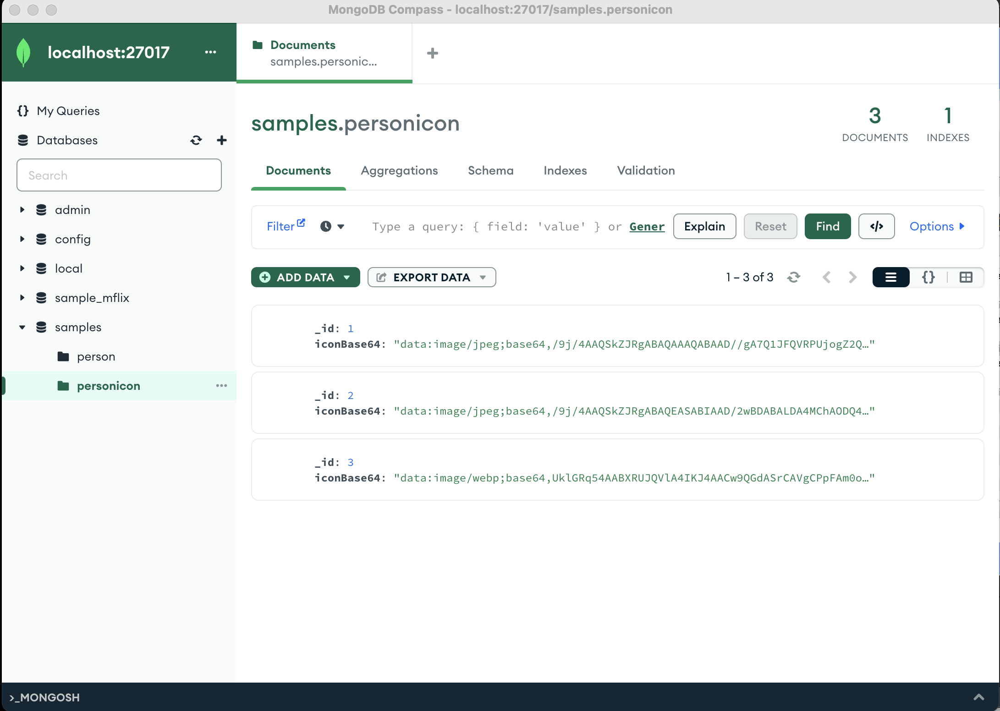 MongoDB Compass - localhost:27017/samples.personicon
localhost:27017
Documents
samples.personic...
My Queries
Databases
Search
admin
config
local
sample_mflix
samples
person
personicon
samples.personicon
3
DOCUMENTS
1
INDEXES
Documents Aggregations Schema Indexes Validation
Filter Type a query: { field: 'value' } or Gener Explain Reset Find </> Options
ADD DATA EXPORT DATA 1 – 3 of 3 {}
_id: 1
iconBase64: "data:image/jpeg;base64,/9j/4AAQSkZJRgABAQAAAQABAAD//gA7Q1JFQVRPUjogZ2Q…"
_id: 2
iconBase64: "data:image/jpeg;base64,/9j/4AAQSkZJRgABAQEASABIAAD/2wBDABALDA4MChAODQ4…"
_id: 3
iconBase64: "data:image/webp;base64,UklGRq54AABXRUJQVlA4IKJ4AACw9QGdASrCAVgCPpFAm0o…"
>_MONGOSH